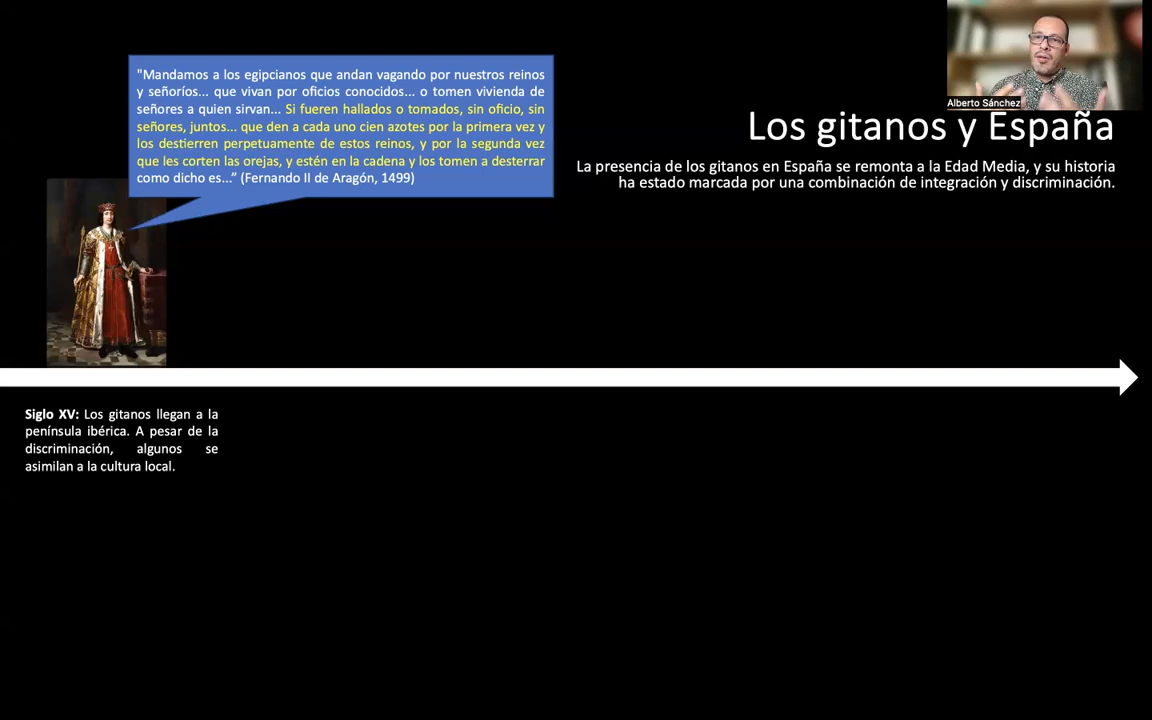 "Mandamos a los egipcianos que andan vagando por nuestros reinos
y señoríos... que vivan por oficios conocidos... o tomen vivienda de
señores a quien sirvan... Si fueren hallados o tomados, sin oficio, sin
señores, juntos... que den a cada uno cien azotes por la primera vez y
los destierren perpetuamente de estos reinos, y por la segunda vez
que les corten las orejas, y estén en la cadena y los tomen a desterrar
como dicho es...” (Fernando II de Aragón, 1499)
Alberto Sánchez
Los gitanos y España
La presencia de los gitanos en España se remonta a la Edad Media, y su historia
ha estado marcada por una combinación de integración y discriminación.
Siglo XV: Los gitanos llegan a la
península ibérica. A pesar de la
discriminación, algunos se
asimilan a la cultura local.